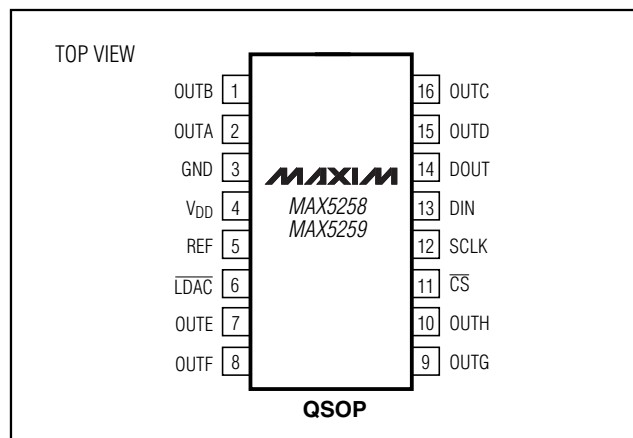 TOP VIEW
OUTB 1 16 OUTC
OUTA 2 15 OUTD
GND 3 MAXIM 14 DOUT
VDD 4 MAX5258 13 DIN
MAX5259
REF 5 12 SCLK
LDAC 6 11 CS
OUTE 7 10 OUTH
OUTF 8 9 OUTG
QSOP